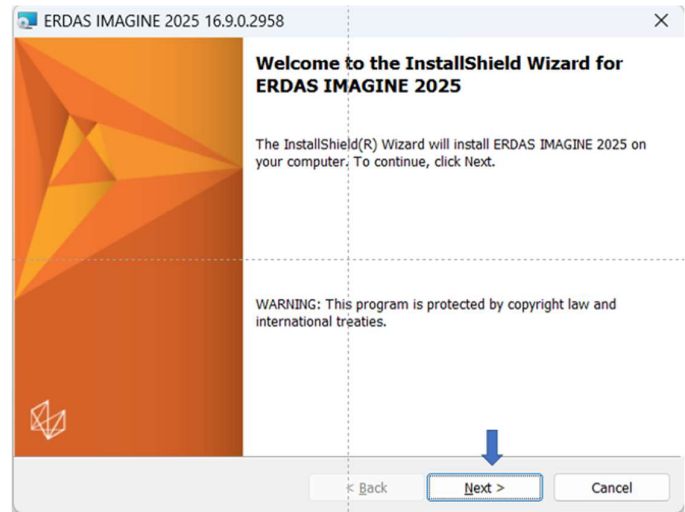 ERDAS IMAGINE 2025 16.9.0.2958
Welcome to the InstallShield Wizard for
ERDAS IMAGINE 2025
The InstallShield(R) Wizard will install ERDAS IMAGINE 2025 on
your computer. To continue, click Next.
WARNING: This program is protected by copyright law and
international treaties.
< Back
Next >
Cancel